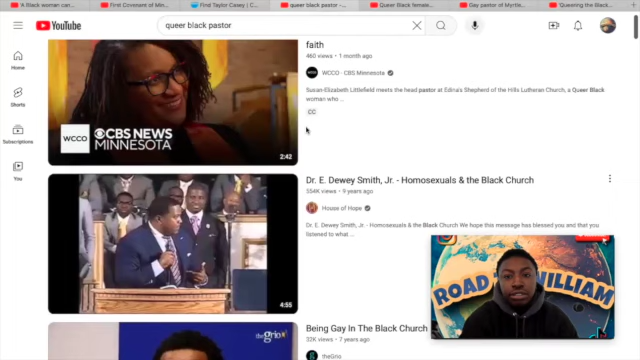 'A Black woman can...
First Covenant of Min...
Find Taylor Casey | C...
queer black pastor -...
Queer Black female...
Gay pastor of Myrtle...
'Queering the Black...
YouTube
queer black pastor
Home
Shorts
Subscriptions
You
faith
460 views • 1 month ago
WCCO - CBS Minnesota
Susan-Elizabeth Littlefield meets the head pastor at Edina's Shepherd of the Hills Lutheran Church, a Queer Black
woman who ...
CC
WCCO
CBS NEWS
MINNESOTA
2:42
Dr. E. Dewey Smith, Jr. - Homosexuals & the Black Church
554K views • 9 years ago
House of Hope
Dr. E. Dewey Smith, Jr. - Homosexuals & the Black Church We hope this message has blessed you and that you
listened to what ...
4:55
ROAD
WILLIAM
Being Gay In The Black Church
32K views • 7 years ago
theGrio
theGrio